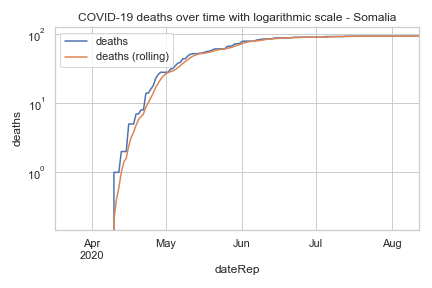 COVID-19 deaths over time with logarithmic scale - Somalia
deaths
deaths (rolling)
10²
10¹
10⁰
deaths
Apr
2020
May
Jun
Jul
Aug
dateRep